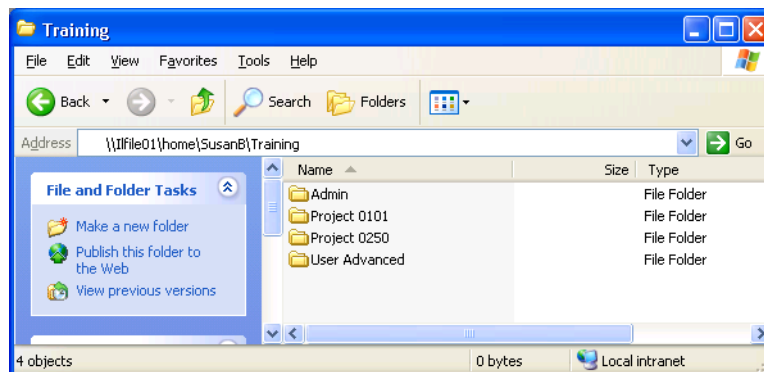 Training
File Edit View Favorites Tools Help
Back Search Folders
Address \\Ilfile01\home\SusanB\Training Go
File and Folder Tasks
Make a new folder
Publish this folder to
the Web
View previous versions
Name Size Type
Admin File Folder
Project 0101 File Folder
Project 0250 File Folder
User Advanced File Folder
4 objects 0 bytes Local intranet